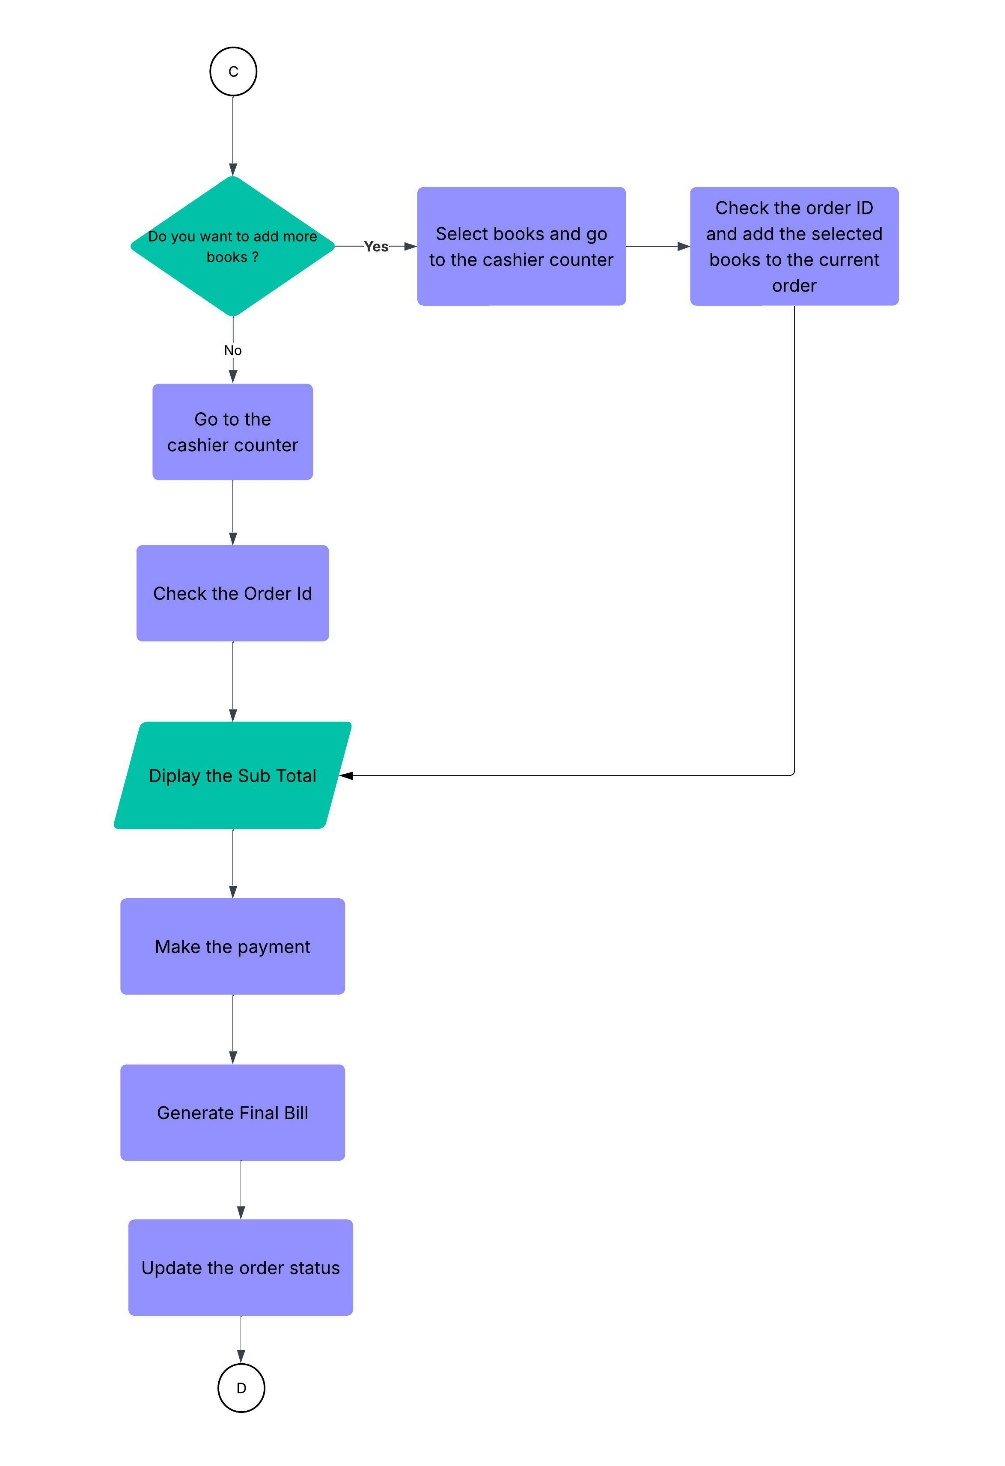 C
Do you want to add more
books ?
Yes
Select books and go
to the cashier counter
Check the order ID
and add the selected
books to the current
order
No
Go to the
cashier counter
Check the Order Id
Diplay the Sub Total
Make the payment
Generate Final Bill
Update the order status
D